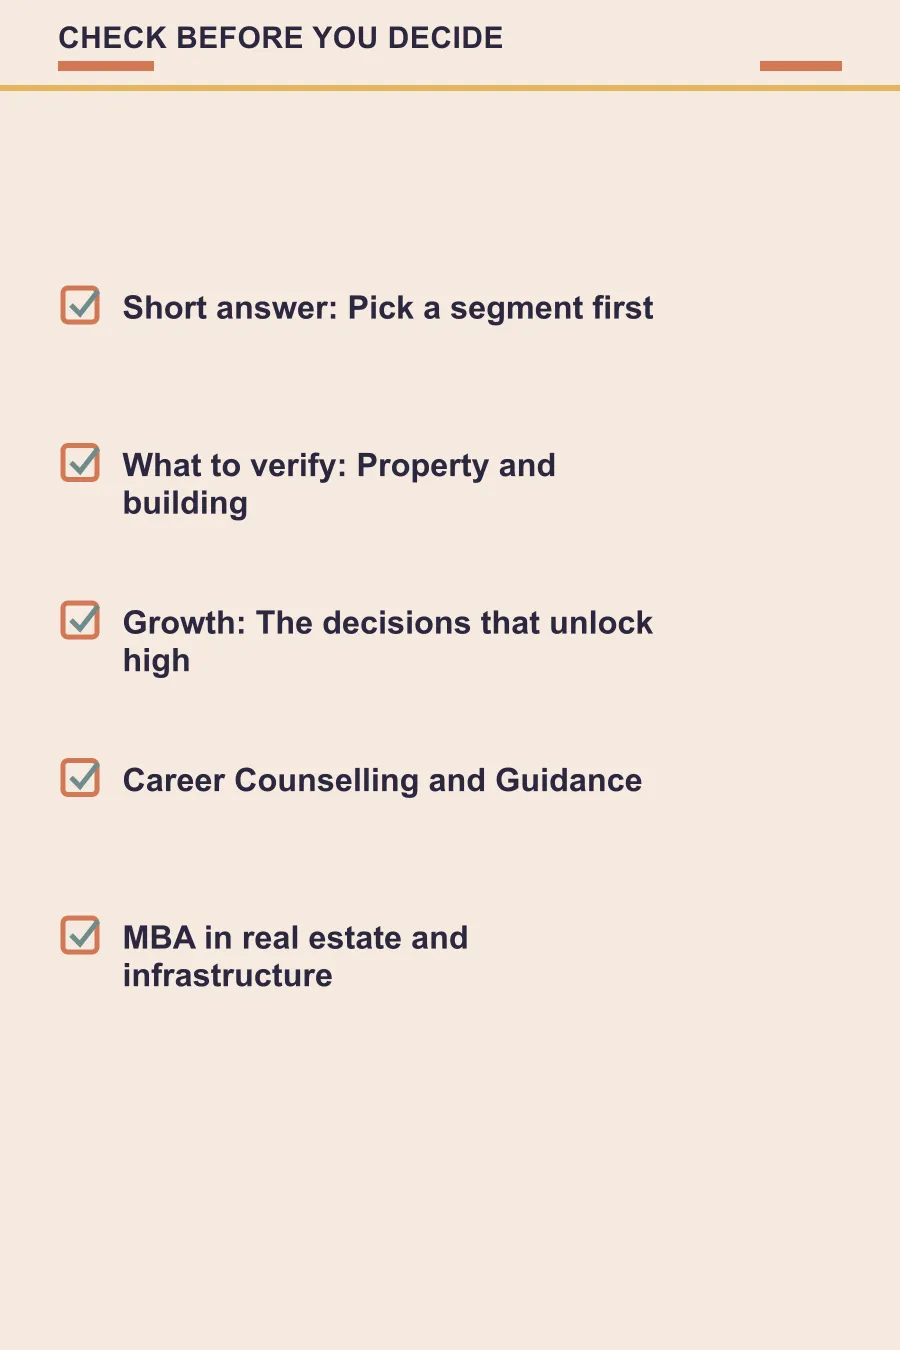 CHECK BEFORE YOU DECIDE
Short answer: Pick a segment first
What to verify: Property and
building
Growth: The decisions that unlock
high
Career Counselling and Guidance
MBA in real estate and
infrastructure